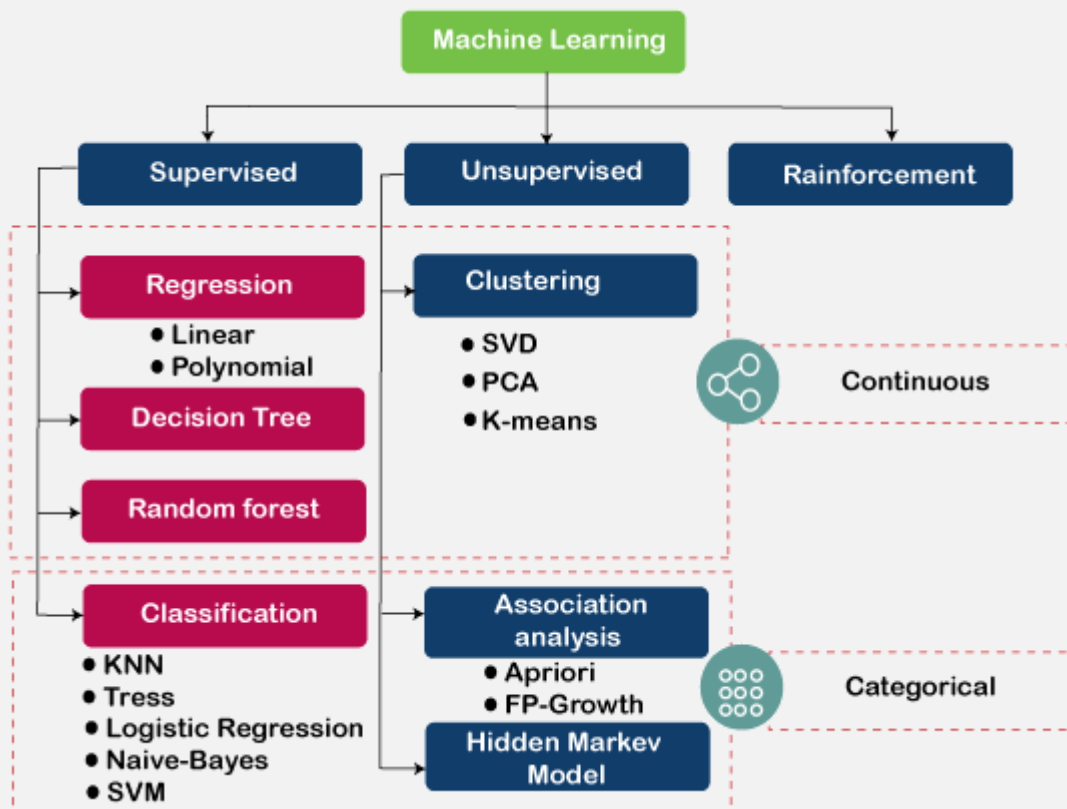 Machine Learning
Supervised
Unsupervised
Rainforcement
Regression
● Linear
● Polynomial
Decision Tree
Random forest
Clustering
● SVD
● PCA
● K-means
Continuous
Classification
● KNN
● Tress
● Logistic Regression
● Naive-Bayes
● SVM
Association
analysis
● Apriori
● FP-Growth
Hidden Markev
Model
Categorical